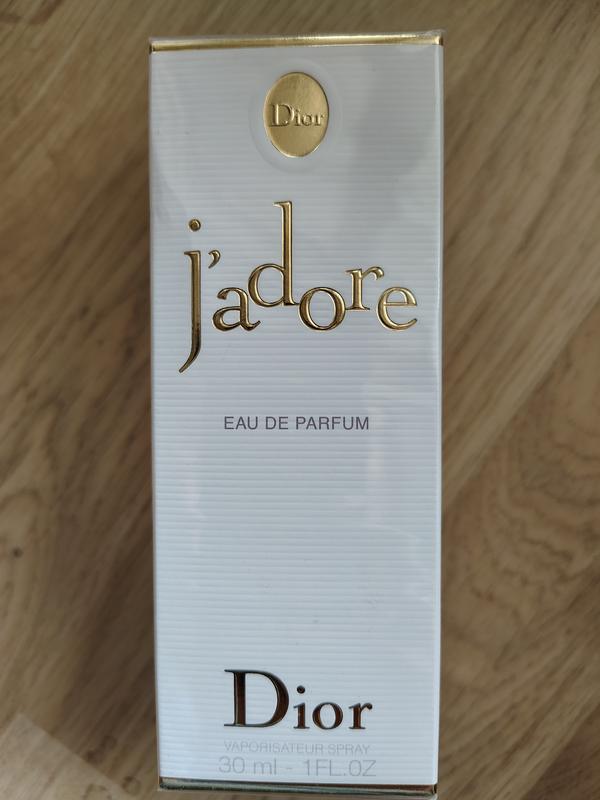 Dior
j'adore
EAU DE PARFUM
Dior
VAPORISATEUR SPRAY
30 ml - 1FL.OZ